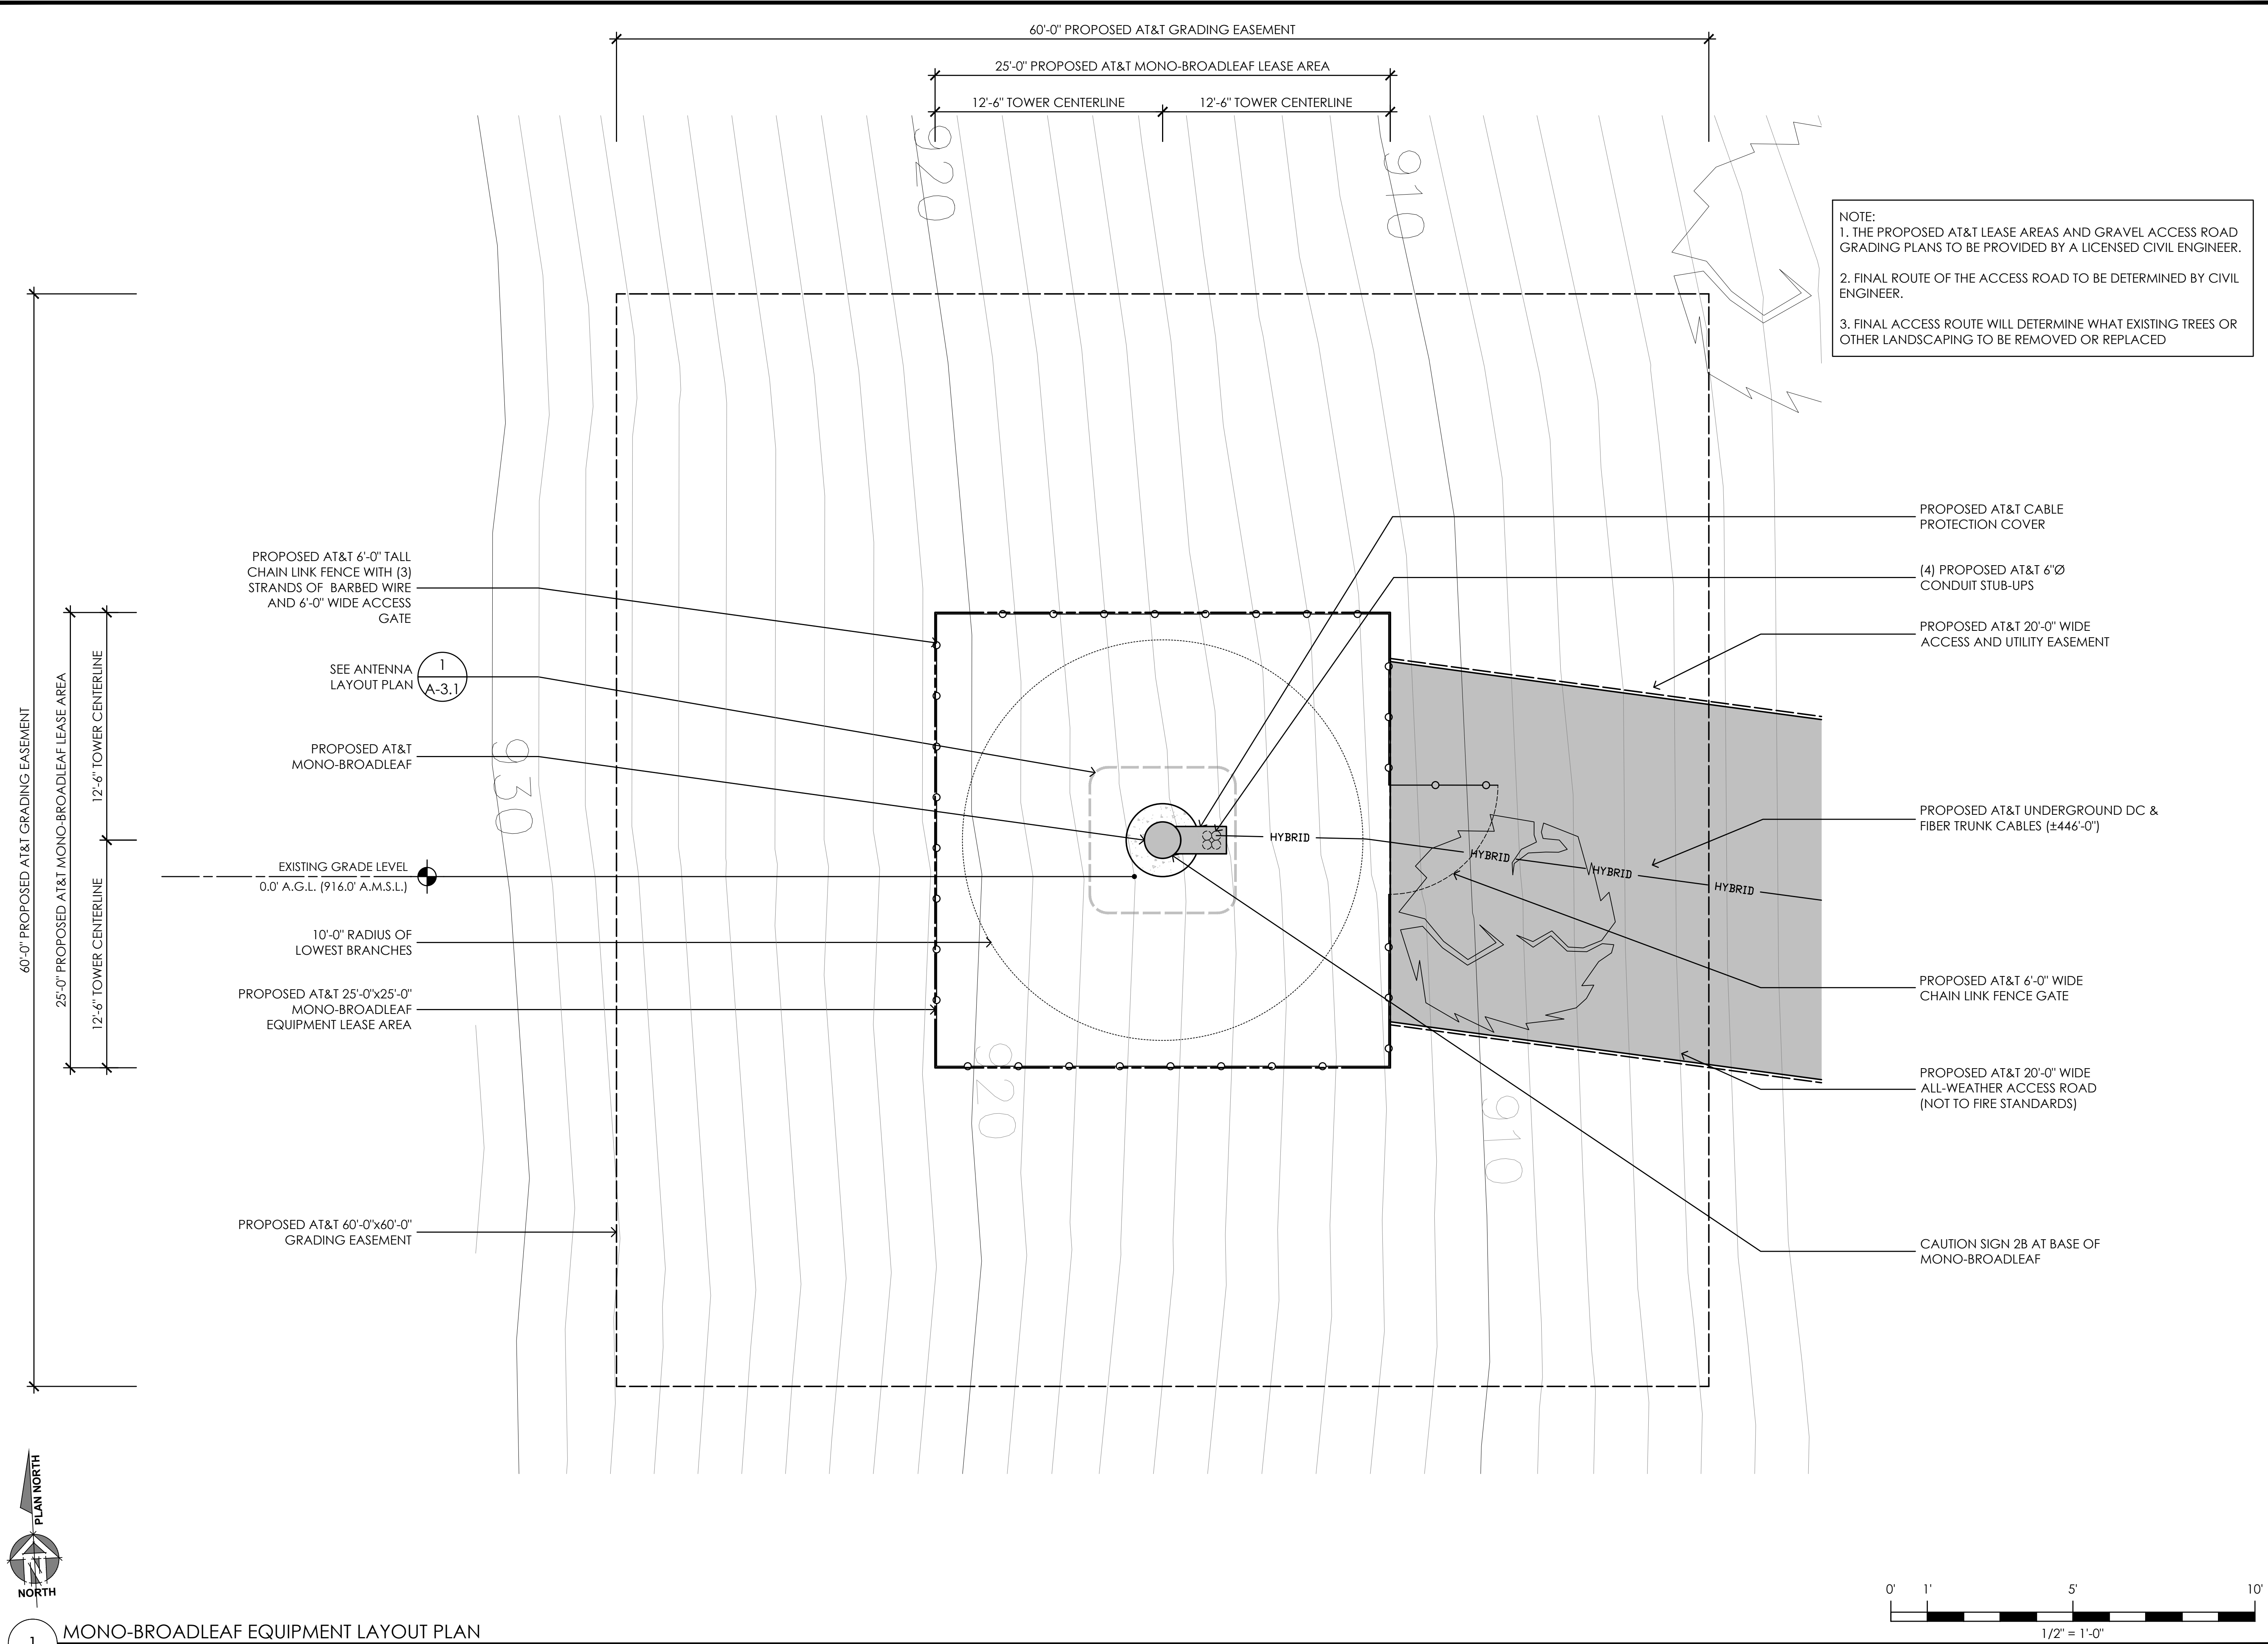 60'-0" PROPOSED AT&T GRADING EASEMENT
25'-0" PROPOSED AT&T MONO-BROADLEAF LEASE AREA
12'-6" TOWER CENTERLINE
12'-6" TOWER CENTERLINE
920
910
NOTE:
1. THE PROPOSED AT&T LEASE AREAS AND GRAVEL ACCESS ROAD
GRADING PLANS TO BE PROVIDED BY A LICENSED CIVIL ENGINEER.
2. FINAL ROUTE OF THE ACCESS ROAD TO BE DETERMINED BY CIVIL
ENGINEER.
3. FINAL ACCESS ROUTE WILL DETERMINE WHAT EXISTING TREES OR
OTHER LANDSCAPING TO BE REMOVED OR REPLACED
60'-0" PROPOSED AT&T GRADING EASEMENT
25'-0" PROPOSED AT&T MONO-BROADLEAF LEASE AREA
12'-6" TOWER CENTERLINE
12'-6" TOWER CENTERLINE
PROPOSED AT&T 6'-0" TALL
CHAIN LINK FENCE WITH (3)
STRANDS OF BARBED WIRE
AND 6'-0" WIDE ACCESS
GATE
SEE ANTENNA
LAYOUT PLAN
1
A-3.1
PROPOSED AT&T
MONO-BROADLEAF
930
EXISTING GRADE LEVEL
0.0' A.G.L. (916.0' A.M.S.L.)
10'-0" RADIUS OF
LOWEST BRANCHES
PROPOSED AT&T 25'-0"x25'-0"
MONO-BROADLEAF
EQUIPMENT LEASE AREA
PROPOSED AT&T 60'-0"x60'-0"
GRADING EASEMENT
HYBRID
HYBRID
HYBRID
HYBRID
920
910
PROPOSED AT&T CABLE
PROTECTION COVER
(4) PROPOSED AT&T 6"Ø
CONDUIT STUB-UPS
PROPOSED AT&T 20'-0" WIDE
ACCESS AND UTILITY EASEMENT
PROPOSED AT&T UNDERGROUND DC &
FIBER TRUNK CABLES (±446'-0")
PROPOSED AT&T 6'-0" WIDE
CHAIN LINK FENCE GATE
PROPOSED AT&T 20'-0" WIDE
ALL-WEATHER ACCESS ROAD
(NOT TO FIRE STANDARDS)
CAUTION SIGN 2B AT BASE OF
MONO-BROADLEAF
PLAN NORTH
N
NORTH
1
MONO-BROADLEAF EQUIPMENT LAYOUT PLAN
0' 1' 5' 10'
1/2" = 1'-0"